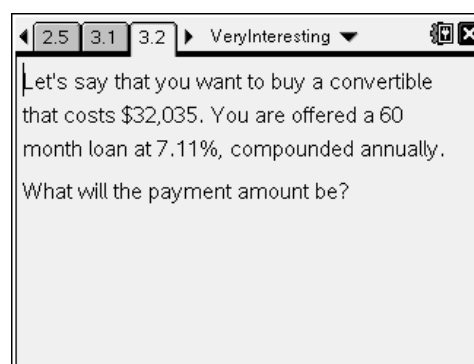 2.5 3.1 3.2 VeryInteresting
Let's say that you want to buy a convertible
that costs $32,035. You are offered a 60
month loan at 7.11%, compounded annually.
What will the payment amount be?